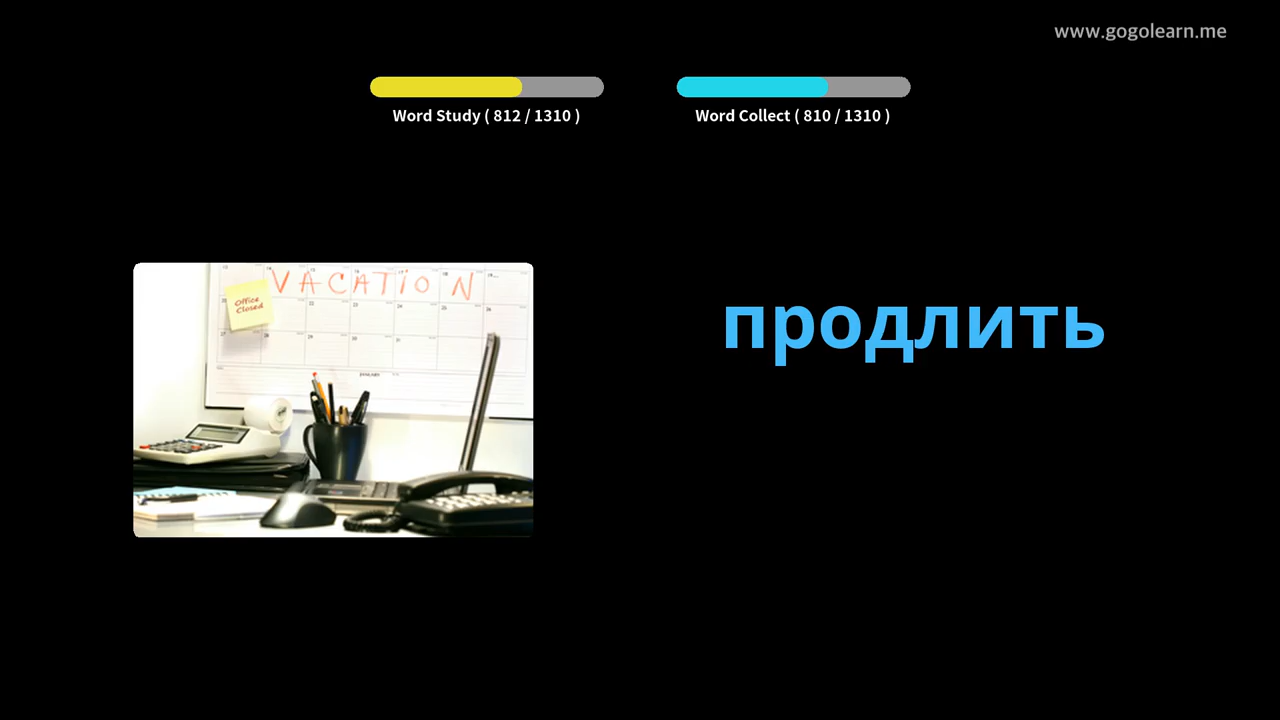 www.gogolearn.me
Word Study ( 812 / 1310 )
Word Collect ( 810 / 1310 )
VACATION
Office
Closed
продлить